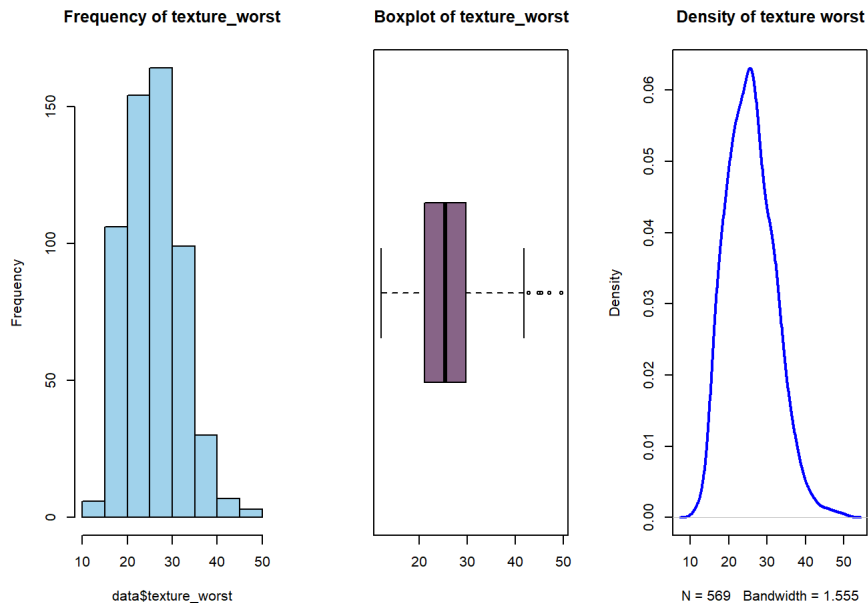 Frequency of texture_worst
150
100
50
0
Frequency
10 20 30 40 50
data$texture_worst
Boxplot of texture_worst
20 30 40 50
Density of texture worst
0.06
0.05
0.04
0.03
0.02
0.01
0.00
Density
10 20 30 40 50
N = 569 Bandwidth = 1.555